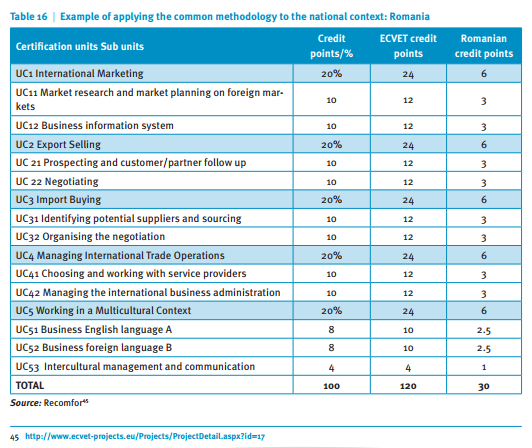 Table 16 | Example of applying the common methodology to the national context: Romania
Certification units Sub units Credit points/% ECVET credit points Romanian credit points
UC1 International Marketing 20% 24 6
UC11 Market research and market planning on foreign mar-
kets 10 12 3
UC12 Business information system 10 12 3
UC2 Export Selling 20% 24 6
UC 21 Prospecting and customer/partner follow up 10 12 3
UC 22 Negotiating 10 12 3
UC3 Import Buying 20% 24 6
UC31 Identifying potential suppliers and sourcing 10 12 3
UC32 Organising the negotiation 10 12 3
UC4 Managing International Trade Operations 20% 24 6
UC41 Choosing and working with service providers 10 12 3
UC42 Managing the international business administration 10 12 3
UC5 Working in a Multicultural Context 20% 24 6
UC51 Business English language A 8 10 2.5
UC52 Business foreign language B 8 10 2.5
UC53 Intercultural management and communication 4 4 1
TOTAL 100 120 30
Source: Recomfor45
45 http://www.ecvet-projects.eu/Projects/ProjectDetail.aspx?id=17